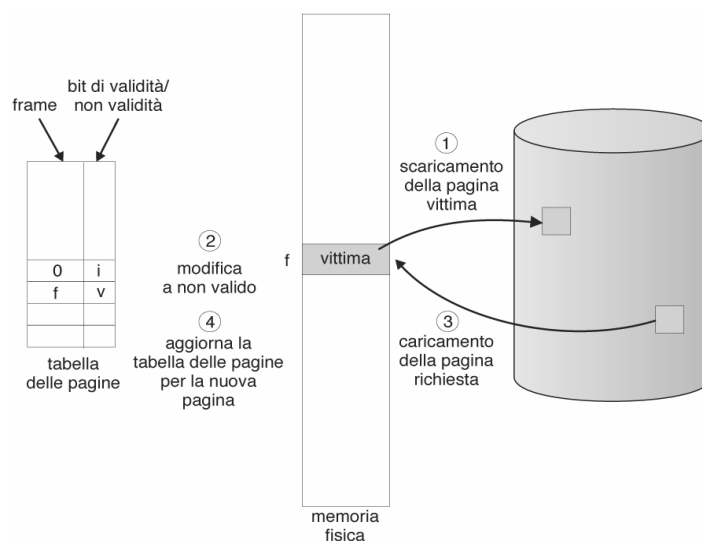 bit di validità/
non validità
frame
0 i
f v
tabella
delle pagine
2
modifica
a non valido
4
aggiorna la
tabella delle pagine
per la nuova
pagina
f
vittima
memoria
fisica
1
scaricamento
della pagina
vittima
3
caricamento
della pagina
richiesta